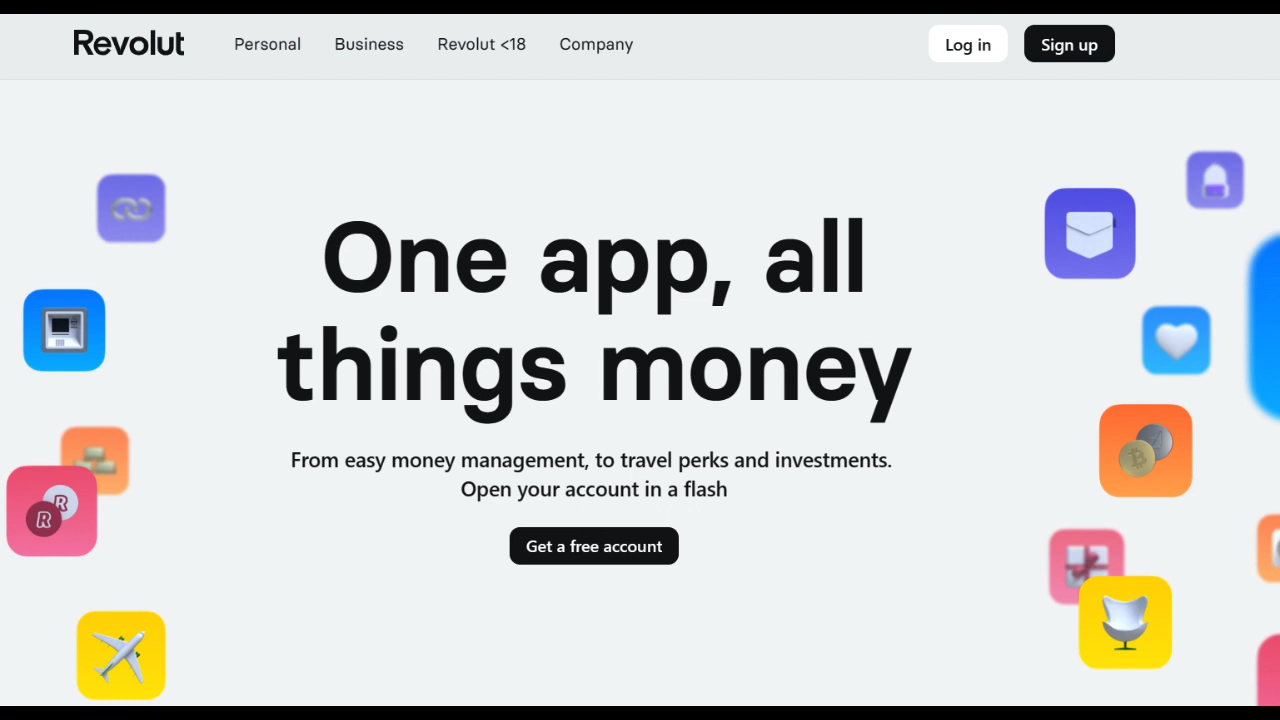 Revolut Personal Business Revolut <18 Company Log in Sign up
One app, all
things money
From easy money management, to travel perks and investments.
Open your account in a flash
Get a free account
R
R